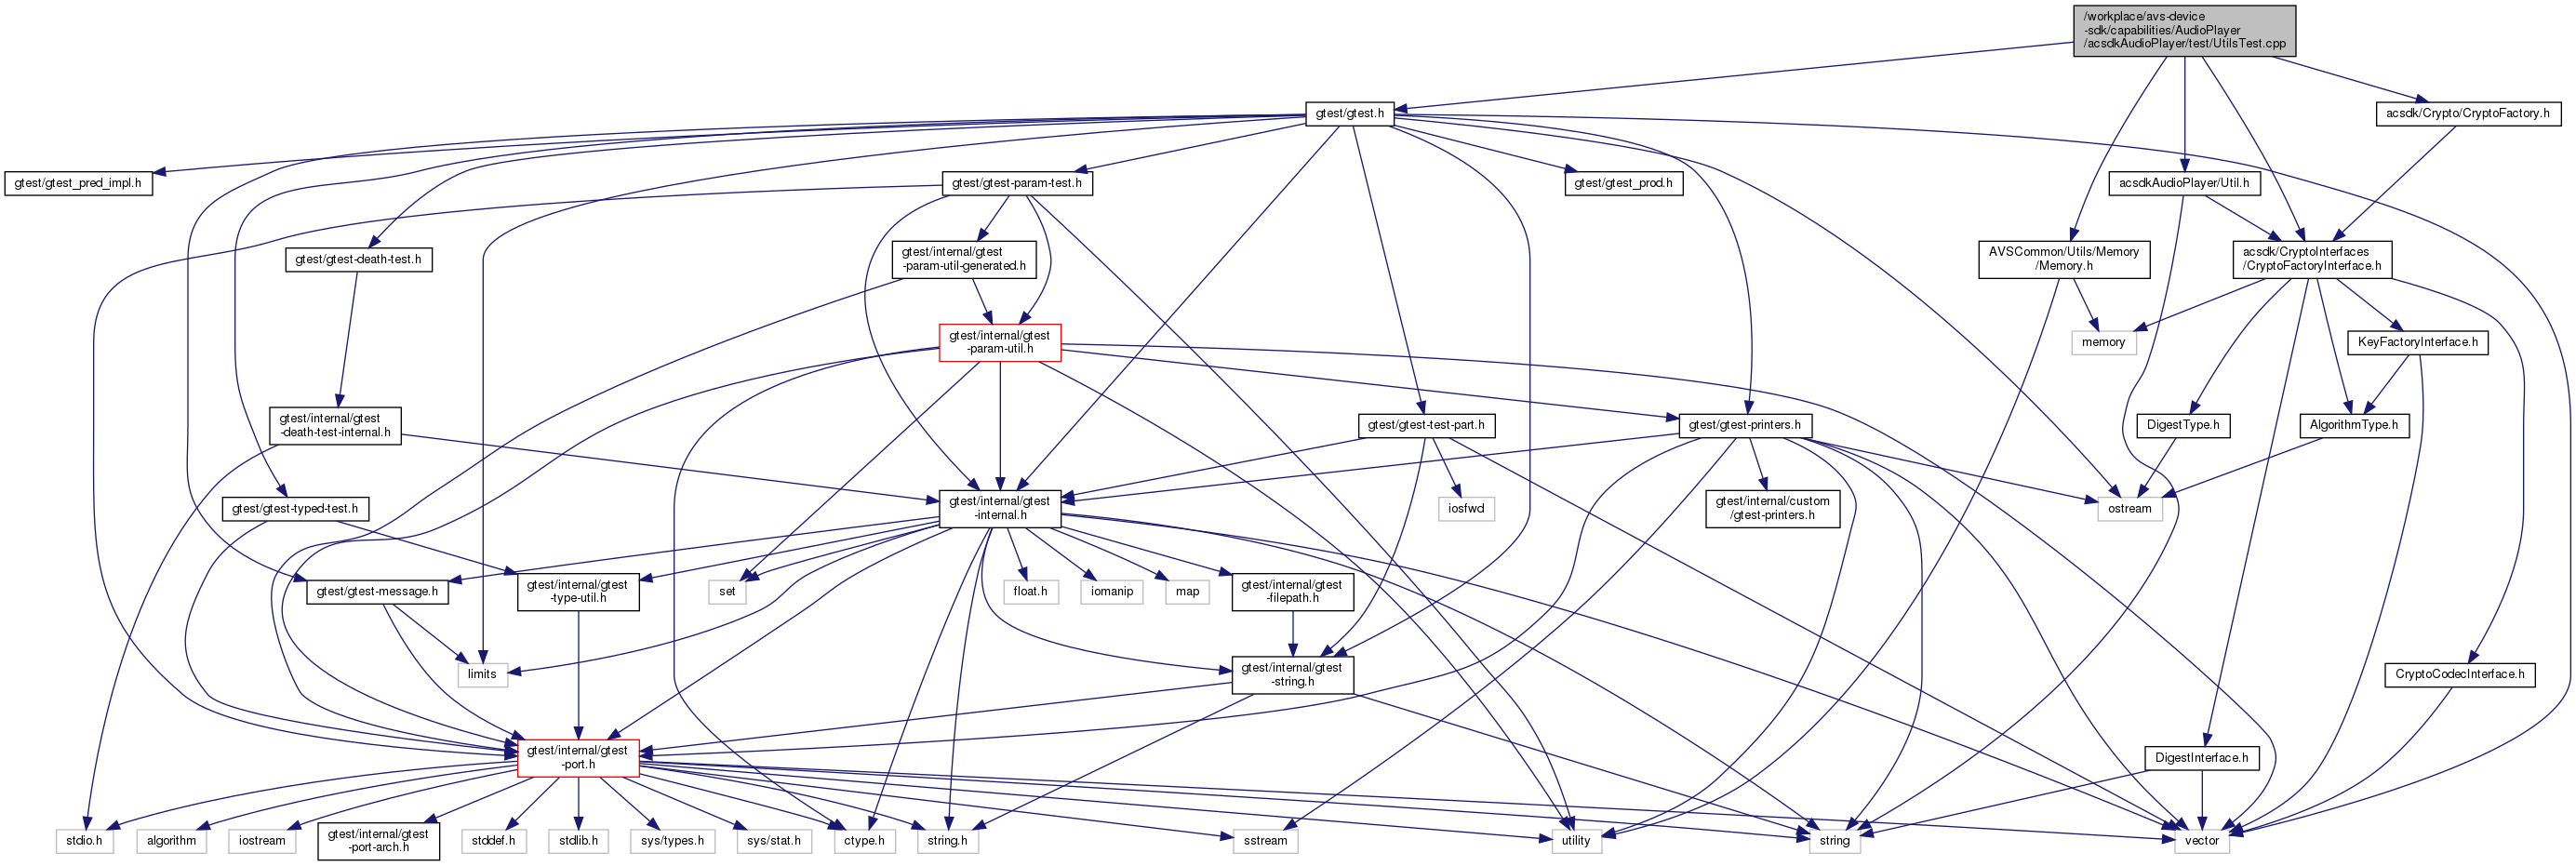 /workplace/avs-device
-sdk/capabilities/AudioPlayer
/acsdkAudioPlayer/test/UtilsTest.cpp
gtest/gtest.h
acsdk/Crypto/CryptoFactory.h
gtest/gtest_pred_impl.h
gtest/gtest-param-test.h
gtest/gtest_prod.h
acsdkAudioPlayer/Util.h
gtest/gtest-death-test.h
gtest/internal/gtest
-param-util-generated.h
AVSCommon/Utils/Memory
/Memory.h
acsdk/CryptoInterfaces
/CryptoFactoryInterface.h
gtest/internal/gtest
-param-util.h
memory
KeyFactoryInterface.h
gtest/internal/gtest
-death-test-internal.h
gtest/gtest-test-part.h
gtest/gtest-printers.h
DigestType.h
AlgorithmType.h
gtest/gtest-typed-test.h
gtest/internal/gtest
-internal.h
iosfwd
gtest/internal/custom
/gtest-printers.h
ostream
gtest/gtest-message.h
gtest/internal/gtest
-type-util.h
set
float.h
iomanip
map
gtest/internal/gtest
-filepath.h
limits
gtest/internal/gtest
-string.h
CryptoCodecInterface.h
gtest/internal/gtest
-port.h
DigestInterface.h
stdio.h
algorithm
iostream
gtest/internal/gtest
-port-arch.h
stddef.h
stdlib.h
sys/types.h
sys/stat.h
ctype.h
string.h
sstream
utility
string
vector